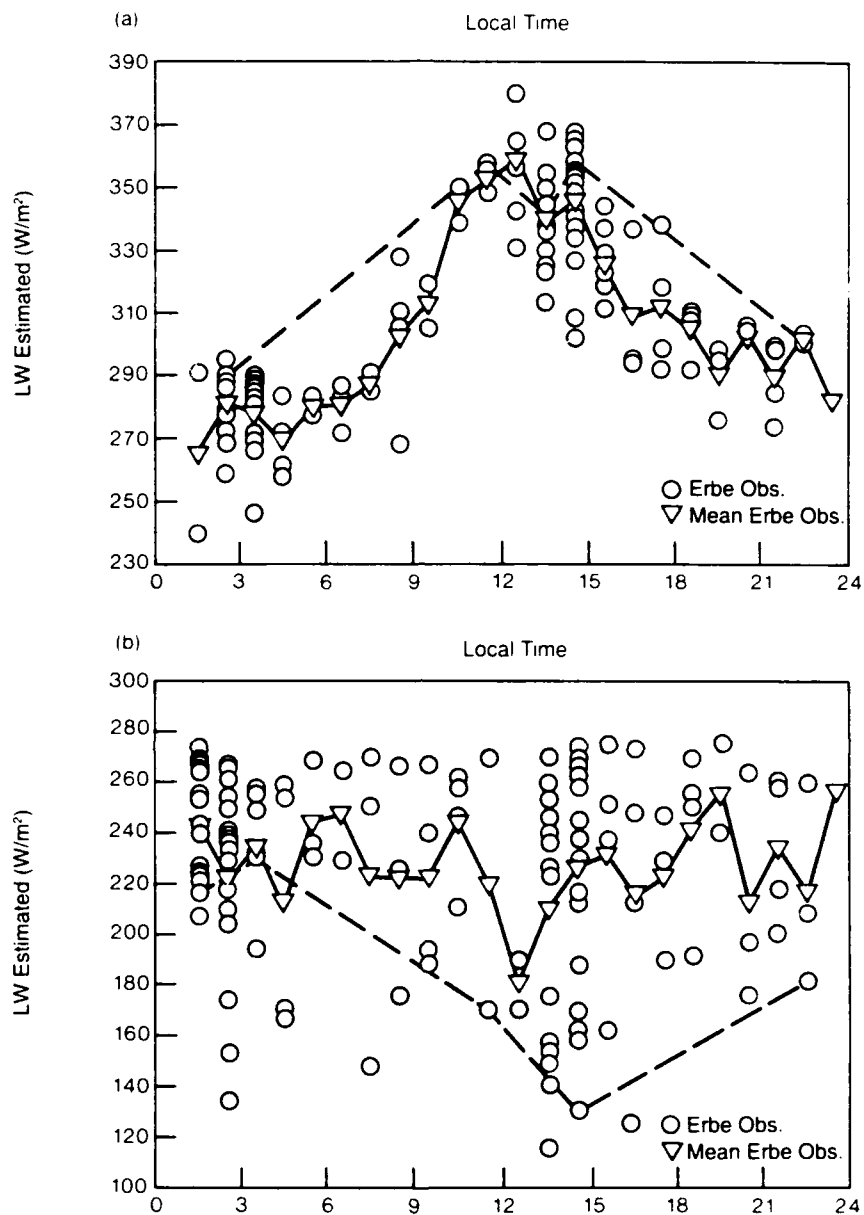 (a)
Local Time
LW Estimated (W/m²)
390
370
350
330
310
290
270
250
230
Erbe Obs.
Mean Erbe Obs.
0 3 6 9 12 15 18 21 24
(b)
Local Time
LW Estimated (W/m²)
300
280
260
240
220
200
180
160
140
120
100
Erbe Obs.
Mean Erbe Obs.
0 3 6 9 12 15 18 21 24